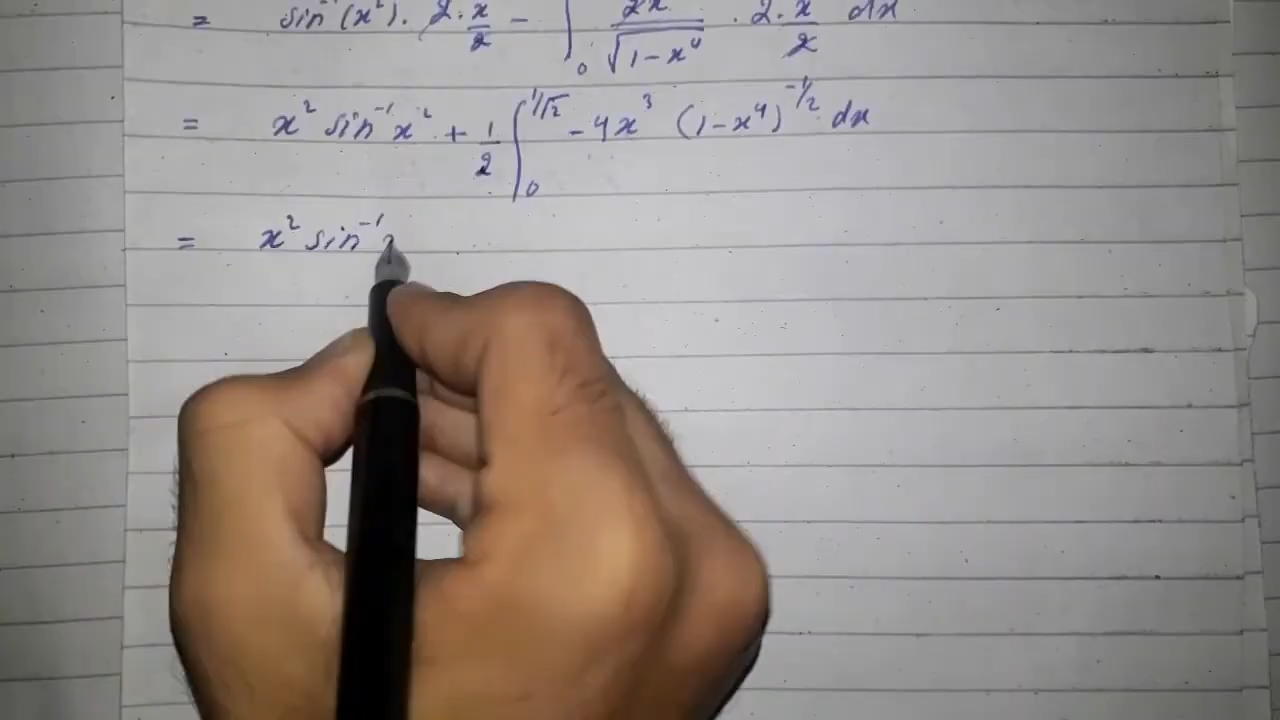 = sin⁻¹(x²) · 2 · x/2 − ∫₀ 2x/√(1−x⁴) · 2 · x/2 dx
= x² sin⁻¹ x² + 1/2 ∫₀^(1/√2) −4x³ (1−x⁴)^(−1/2) dx
= x² sin⁻¹